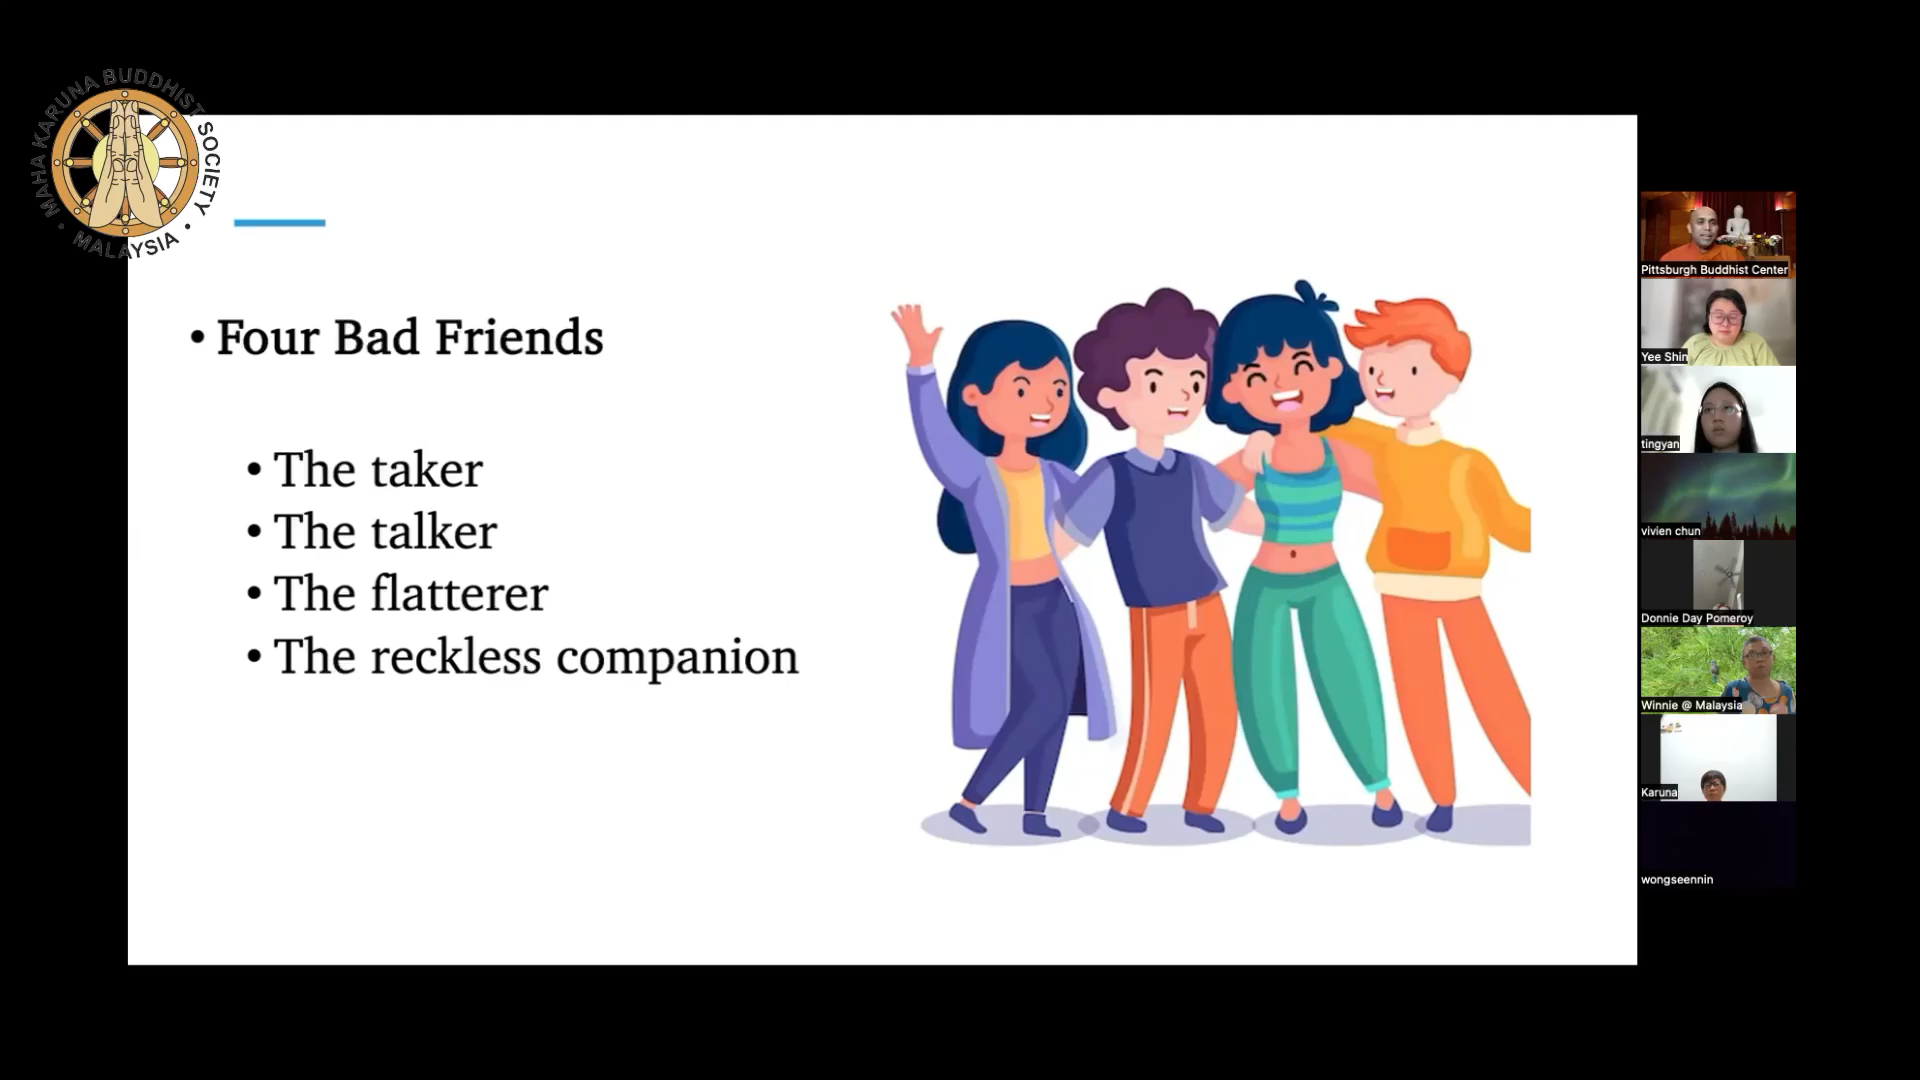 MAHA KARUNA BUDDHIST SOCIETY
• MALAYSIA •
• Four Bad Friends
• The taker
• The talker
• The flatterer
• The reckless companion
Pittsburgh Buddhist Center
Yee Shin
tingyan
vivien chun
Donnie Day Pomeroy
Winnie @ Malaysia
Karuna
wongseennin